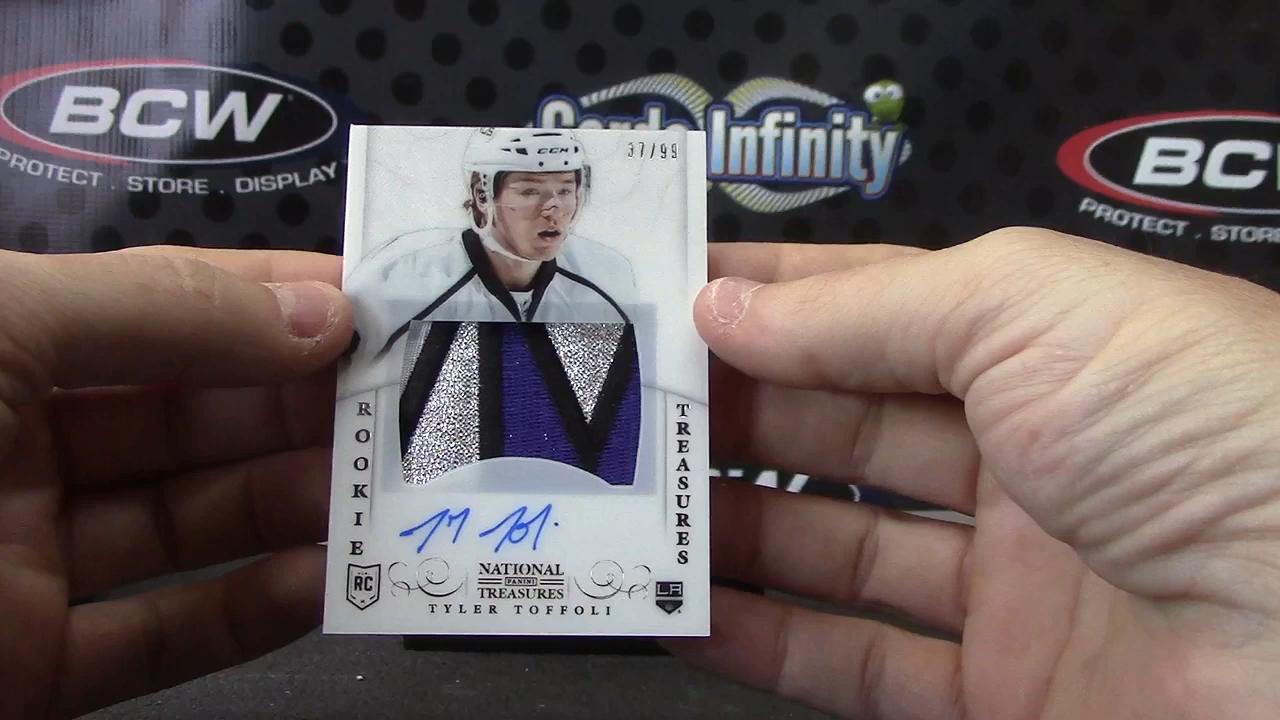 BCW
PROTECT . STORE . DISPLAY
Cards Infinity
BCW
PROTECT . STORE
CCM
37/99
ROOKIE
TREASURES
RC
NATIONAL
PANINI
TREASURES
TYLER TOFFOLI
LA